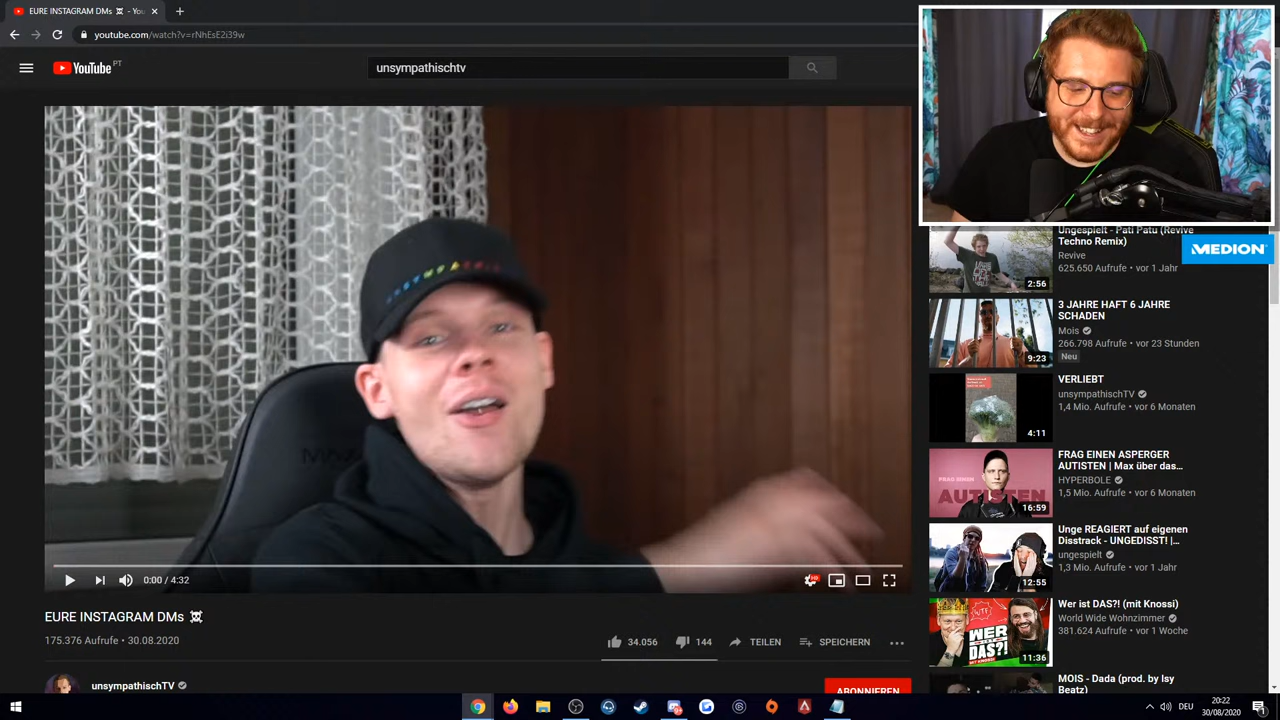 EURE INSTAGRAM DMs ☠ - You
youtube.com/watch?v=rNhEsE2i39w
YouTube PT
unsympathischtv
MEDION
Ungespielt - Pati Patu (Revive
Techno Remix)
Revive
625.650 Aufrufe • vor 1 Jahr
2:56
3 JAHRE HAFT 6 JAHRE
SCHADEN
Mois
266.798 Aufrufe • vor 23 Stunden
Neu
9:23
VERLIEBT
unsympathischTV
1,4 Mio. Aufrufe • vor 6 Monaten
4:11
FRAG EINEN ASPERGER
AUTISTEN | Max über das...
HYPERBOLE
1,5 Mio. Aufrufe • vor 6 Monaten
FRAG EINEN
AUTISTEN
16:59
Unge REAGIERT auf eigenen
Disstrack - UNGEDISST! |...
ungespielt
1,3 Mio. Aufrufe • vor 1 Jahr
12:55
Wer ist DAS?! (mit Knossi)
World Wide Wohnzimmer
381.624 Aufrufe • vor 1 Woche
WTF
WER
IST
DAS?!
MIT KNOSSI
11:36
MOIS - Dada (prod. by Isy
Beatz)
0:00 / 4:32
HD
EURE INSTAGRAM DMs ☠
175.376 Aufrufe • 30.08.2020
34.056
144
TEILEN
SPEICHERN
unsympathischTV
ABONNIEREN
DEU
20:22
30/08/2020